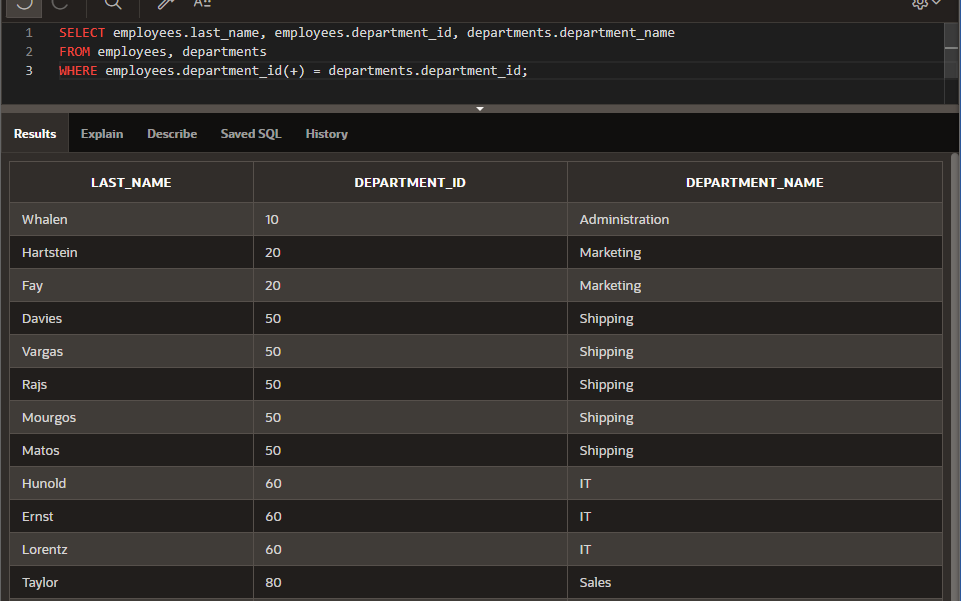 1 SELECT employees.last_name, employees.department_id, departments.department_name
2 FROM employees, departments
3 WHERE employees.department_id(+) = departments.department_id;
Results Explain Describe Saved SQL History
LAST_NAME DEPARTMENT_ID DEPARTMENT_NAME
Whalen 10 Administration
Hartstein 20 Marketing
Fay 20 Marketing
Davies 50 Shipping
Vargas 50 Shipping
Rajs 50 Shipping
Mourgos 50 Shipping
Matos 50 Shipping
Hunold 60 IT
Ernst 60 IT
Lorentz 60 IT
Taylor 80 Sales